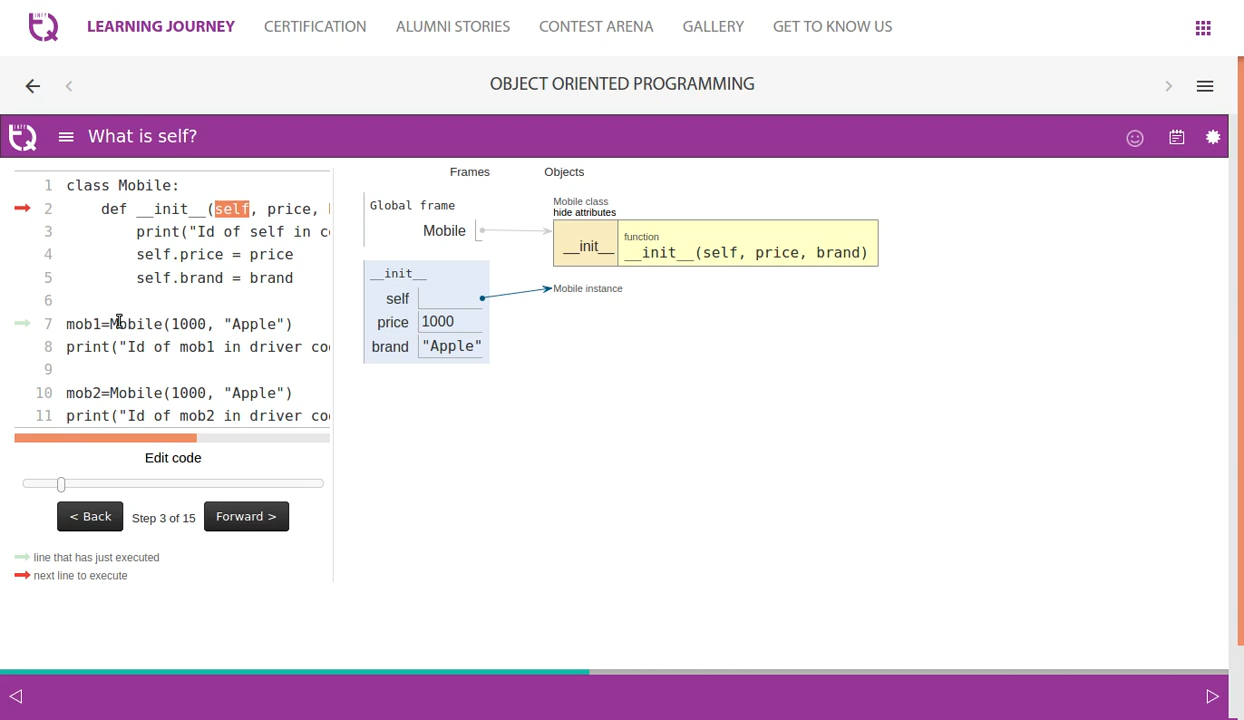 LEARNING JOURNEY CERTIFICATION ALUMNI STORIES CONTEST ARENA GALLERY GET TO KNOW US
OBJECT ORIENTED PROGRAMMING
What is self?
1 class Mobile:
2 def __init__(self, price,
3 print("Id of self in c
4 self.price = price
5 self.brand = brand
6
7 mob1=Mobile(1000, "Apple")
8 print("Id of mob1 in driver co
9
10 mob2=Mobile(1000, "Apple")
11 print("Id of mob2 in driver co
Edit code
< Back Step 3 of 15 Forward >
line that has just executed
next line to execute
Frames Objects
Global frame
Mobile
Mobile class
hide attributes
__init__
function
__init__(self, price, brand)
__init__
self
Mobile instance
price 1000
brand "Apple"